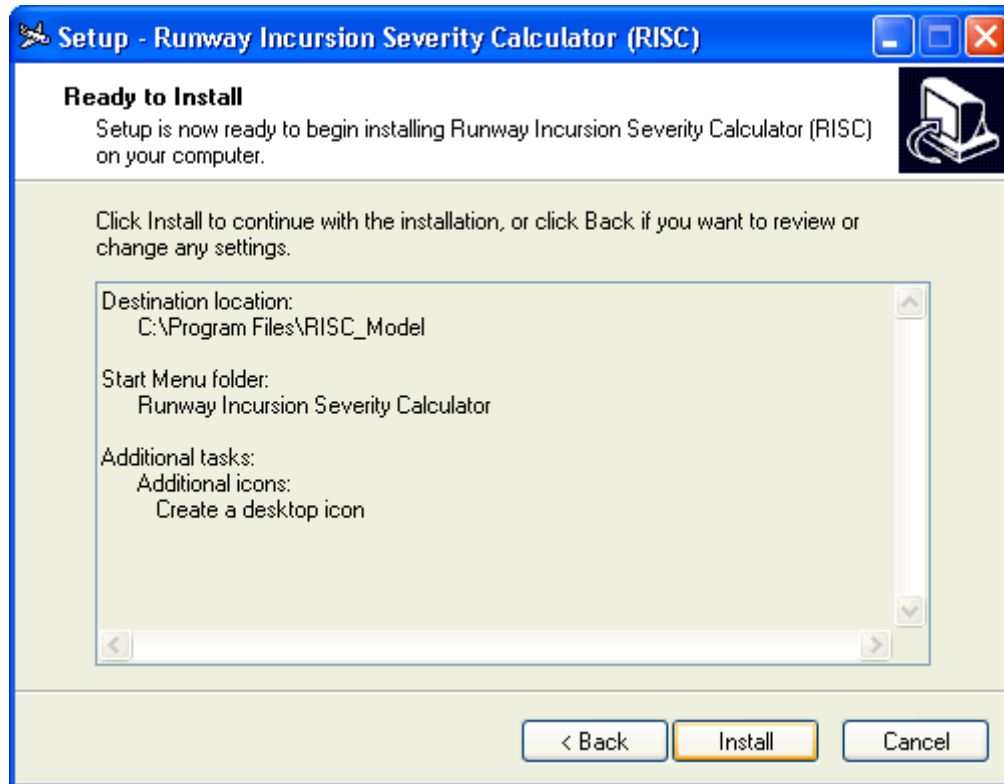 Setup - Runway Incursion Severity Calculator (RISC)
Ready to Install
Setup is now ready to begin installing Runway Incursion Severity Calculator (RISC)
on your computer.
Click Install to continue with the installation, or click Back if you want to review or
change any settings.
Destination location:
C:\Program Files\RISC_Model
Start Menu folder:
Runway Incursion Severity Calculator
Additional tasks:
Additional icons:
Create a desktop icon
< Back
Install
Cancel